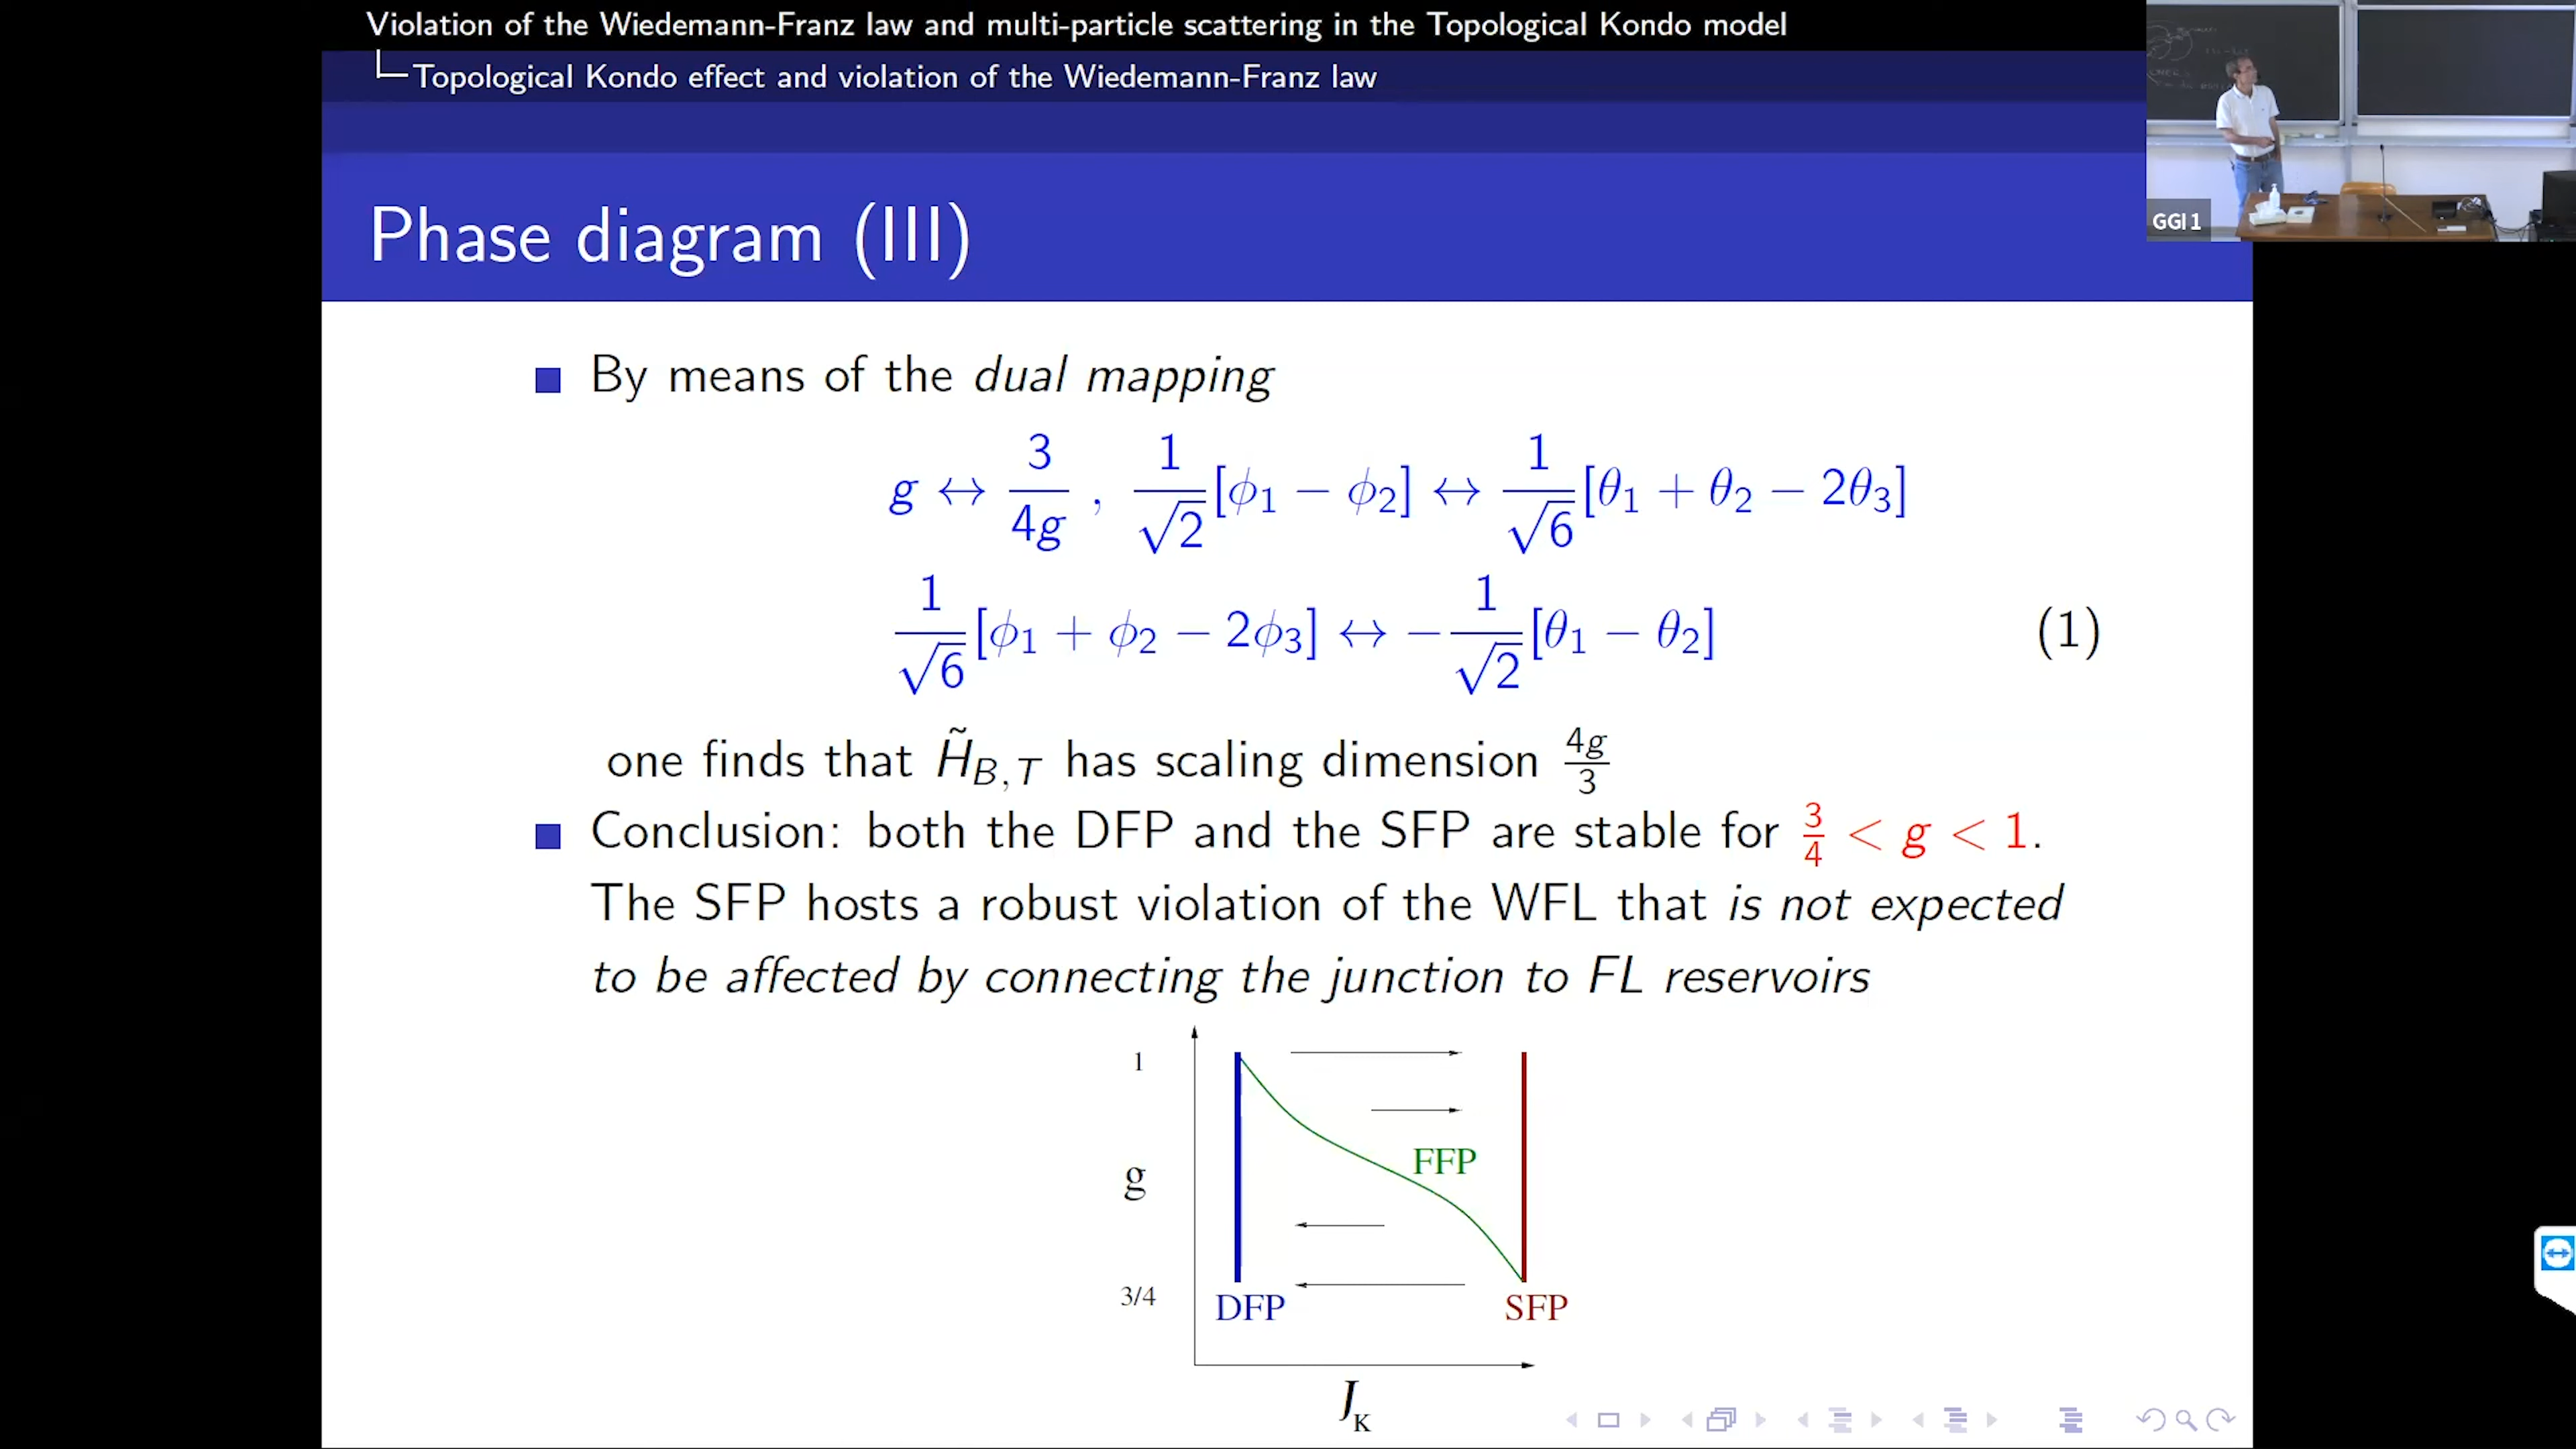 Violation of the Wiedemann-Franz law and multi-particle scattering in the Topological Kondo model
Topological Kondo effect and violation of the Wiedemann-Franz law
GGI 1
Phase diagram (III)
By means of the dual mapping
g ↔ 3/4g , 1/√2 [ϕ1 − ϕ2] ↔ 1/√6 [θ1 + θ2 − 2θ3]
1/√6 [ϕ1 + ϕ2 − 2ϕ3] ↔ − 1/√2 [θ1 − θ2] (1)
one finds that H̃B,T has scaling dimension 4g/3
Conclusion: both the DFP and the SFP are stable for 3/4 < g < 1.
The SFP hosts a robust violation of the WFL that is not expected
to be affected by connecting the junction to FL reservoirs
1
FFP
g
3/4
DFP
SFP
JK